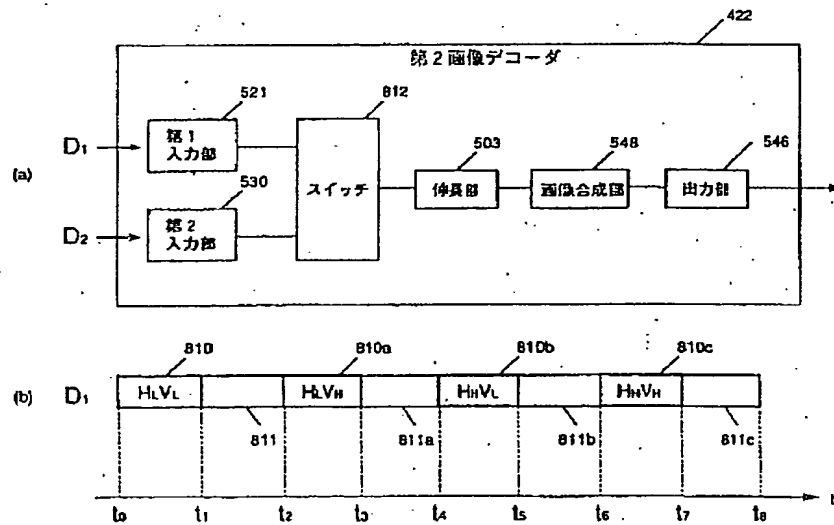 422
第2画像デコーダ
521
812
D₁
第1
入力部
503
548
546
(a)
530
スイッチ
伸長部
画像合成部
出力部
D₂
第2
入力部
810
810a
810b
810c
(b)
D₁
HLVL
HLVH
HHVL
HHVH
811
811a
811b
811c
t
t₀ t₁ t₂ t₃ t₄ t₅ t₆ t₇ t₈